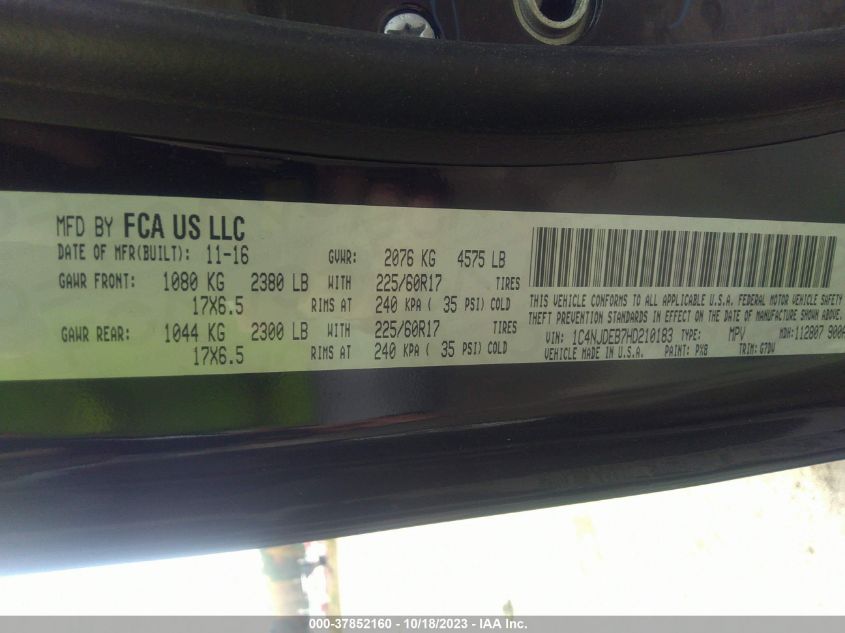 MFD BY FCA US LLC
DATE OF MFR(BUILT): 11-16 GVWR: 2076 KG 4575 LB
GAWR FRONT: 1080 KG 2380 LB WITH 225/60R17 TIRES
17X6.5 RIMS AT 240 KPA ( 35 PSI) COLD
GAWR REAR: 1044 KG 2300 LB WITH 225/60R17 TIRES
17X6.5 RIMS AT 240 KPA ( 35 PSI) COLD
THIS VEHICLE CONFORMS TO ALL APPLICABLE U.S.A. FEDERAL MOTOR VEHICLE SAFETY
THEFT PREVENTION STANDARDS IN EFFECT ON THE DATE OF MANUFACTURE SHOWN ABOVE.
VIN: 1C4NJDEB7HD210183 TYPE: MPV MDH: 112807 900
VEHICLE MADE IN U.S.A. PAINT: PX8 TRIM: G7DW
000-37852160 - 10/18/2023 - IAA Inc.